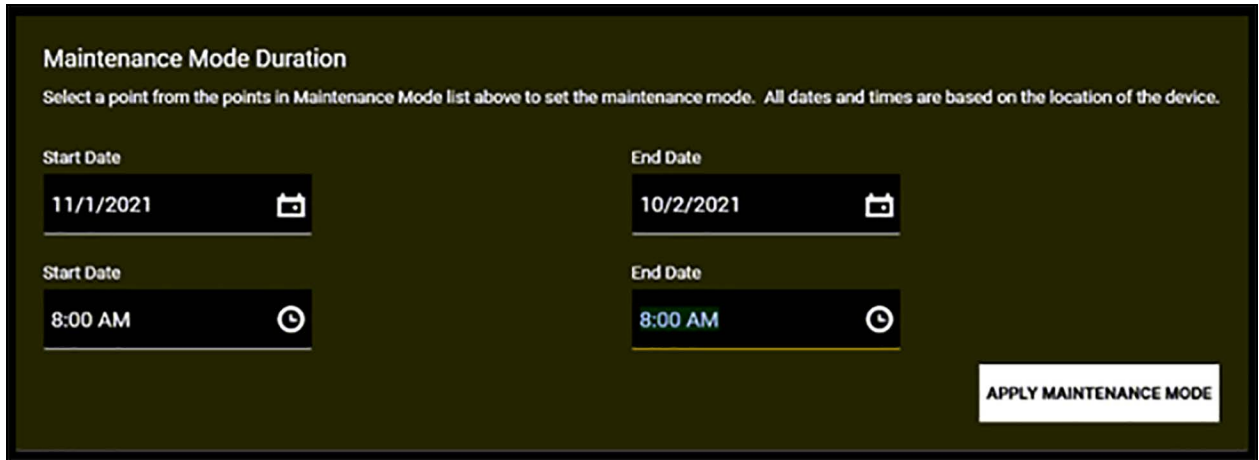 Maintenance Mode Duration
Select a point from the points in Maintenance Mode list above to set the maintenance mode.  All dates and times are based on the location of the device.
Start Date
End Date
11/1/2021
10/2/2021
Start Date
End Date
8:00 AM
8:00 AM
APPLY MAINTENANCE MODE